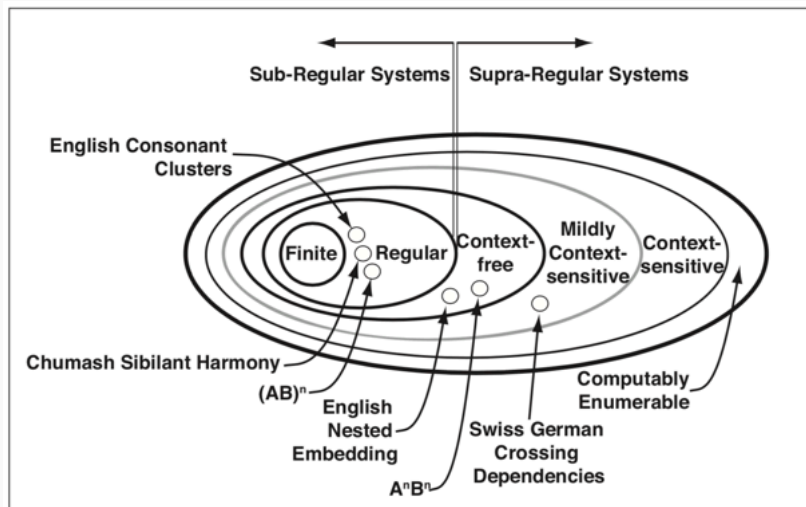 Sub-Regular Systems
Supra-Regular Systems
English Consonant
Clusters
Finite
Regular
Context-
free
Mildly
Context-
sensitive
Context-
sensitive
Chumash Sibilant Harmony
(AB)ⁿ
English
Nested
Embedding
AⁿBⁿ
Swiss German
Crossing
Dependencies
Computably
Enumerable